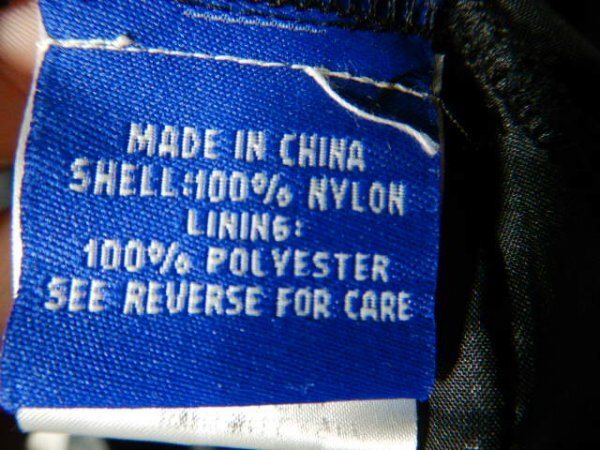 MADE IN CHINA
SHELL:100% NYLON
LINING:
100% POLYESTER
SEE REVERSE FOR CARE